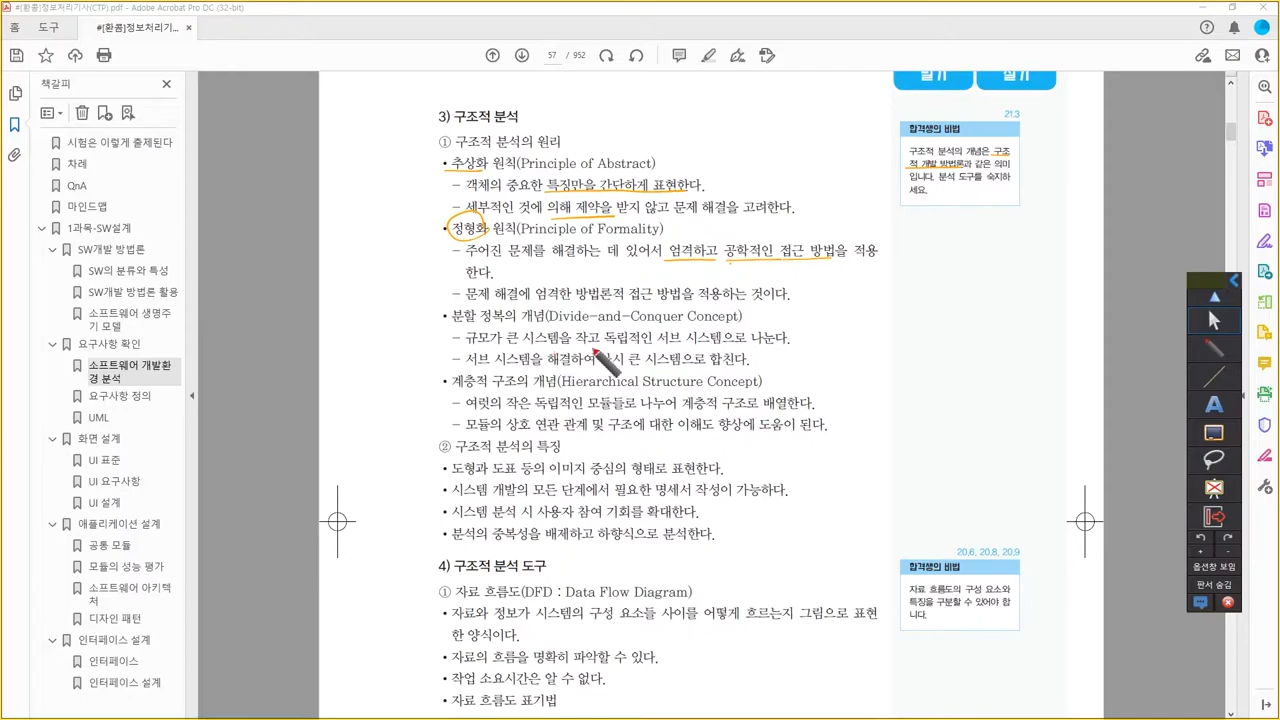 #[환콤]정보처리기사(CTP).pdf - Adobe Acrobat Pro DC (32-bit)
홈
도구
#[환콤]정보처리기...
57 / 952
책갈피
시험은 이렇게 출제된다
차례
QnA
마인드맵
1과목-SW설계
SW개발 방법론
SW의 분류와 특성
SW개발 방법론 활용
소프트웨어 생명주
기 모델
요구사항 확인
소프트웨어 개발환
경 분석
요구사항 정의
UML
화면 설계
UI 표준
UI 요구사항
UI 설계
애플리케이션 설계
공통 모듈
모듈의 성능 평가
소프트웨어 아키텍
처
디자인 패턴
인터페이스 설계
인터페이스
인터페이스 설계
3) 구조적 분석
① 구조적 분석의 원리
• 추상화 원칙(Principle of Abstract)
- 객체의 중요한 특징만을 간단하게 표현한다.
- 세부적인 것에 의해 제약을 받지 않고 문제 해결을 고려한다.
• 정형화 원칙(Principle of Formality)
- 주어진 문제를 해결하는 데 있어서 엄격하고 공학적인 접근 방법을 적용
한다.
- 문제 해결에 엄격한 방법론적 접근 방법을 적용하는 것이다.
• 분할 정복의 개념(Divide-and-Conquer Concept)
- 규모가 큰 시스템을 작고 독립적인 서브 시스템으로 나눈다.
- 서브 시스템을 해결하여 다시 큰 시스템으로 합친다.
• 계층적 구조의 개념(Hierarchical Structure Concept)
- 여럿의 작은 독립적인 모듈들로 나누어 계층적 구조로 배열한다.
- 모듈의 상호 연관 관계 및 구조에 대한 이해도 향상에 도움이 된다.
② 구조적 분석의 특징
• 도형과 도표 등의 이미지 중심의 형태로 표현한다.
• 시스템 개발의 모든 단계에서 필요한 명세서 작성이 가능하다.
• 시스템 분석 시 사용자 참여 기회를 확대한다.
• 분석의 중복성을 배제하고 하향식으로 분석한다.
4) 구조적 분석 도구
① 자료 흐름도(DFD : Data Flow Diagram)
• 자료와 정보가 시스템의 구성 요소들 사이를 어떻게 흐르는지 그림으로 표현
한 양식이다.
• 자료의 흐름을 명확히 파악할 수 있다.
• 작업 소요시간은 알 수 없다.
• 자료 흐름도 표기법
21.3
합격생의 비법
구조적 분석의 개념은 구조
적 개발 방법론과 같은 의미
입니다. 분석 도구를 숙지하
세요.
20.6, 20.8, 20.9
합격생의 비법
자료 흐름도의 구성 요소와
특징을 구분할 수 있어야 합
니다.
옵션창 보임
판서 숨김